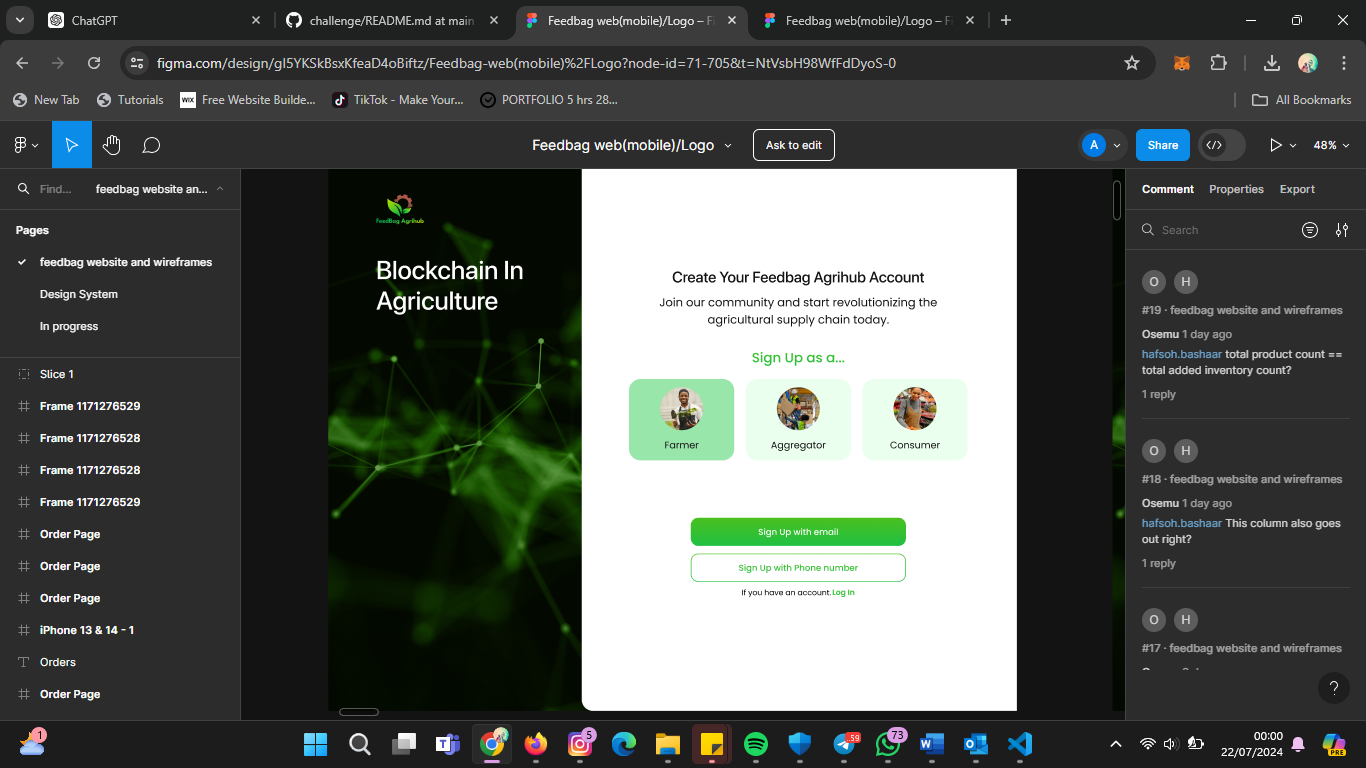 ChatGPT
challenge/README.md at main
Feedbag web(mobile)/Logo – Fi
Feedbag web(mobile)/Logo – Fi
figma.com/design/gI5YKSkBsxKfeaD4oBiftz/Feedbag-web(mobile)%2FLogo?node-id=71-705&t=NtVsbH98WfFdDyoS-0
New Tab
Tutorials
WIX
Free Website Builde...
TikTok - Make Your...
PORTFOLIO 5 hrs 28...
All Bookmarks
Feedbag web(mobile)/Logo
Ask to edit
A
Share
48%
Find...
feedbag website an...
Pages
feedbag website and wireframes
Design System
In progress
Slice 1
Frame 1171276529
Frame 1171276528
Frame 1171276528
Frame 1171276529
Order Page
Order Page
Order Page
iPhone 13 & 14 - 1
Orders
Order Page
FeedBag Agrihub
Blockchain In
Agriculture
Create Your Feedbag Agrihub Account
Join our community and start revolutionizing the
agricultural supply chain today.
Sign Up as a...
Farmer
Aggregator
Consumer
Sign Up with email
Sign Up with Phone number
If you have an account. Log In
Comment
Properties
Export
Search
O H
#19 · feedbag website and wireframes
Osemu 1 day ago
hafsoh.bashaar total product count ==
total added inventory count?
1 reply
O H
#18 · feedbag website and wireframes
Osemu 1 day ago
hafsoh.bashaar This column also goes
out right?
1 reply
O H
#17 · feedbag website and wireframes
?
1
5
59
73
00:00
22/07/2024
PRE